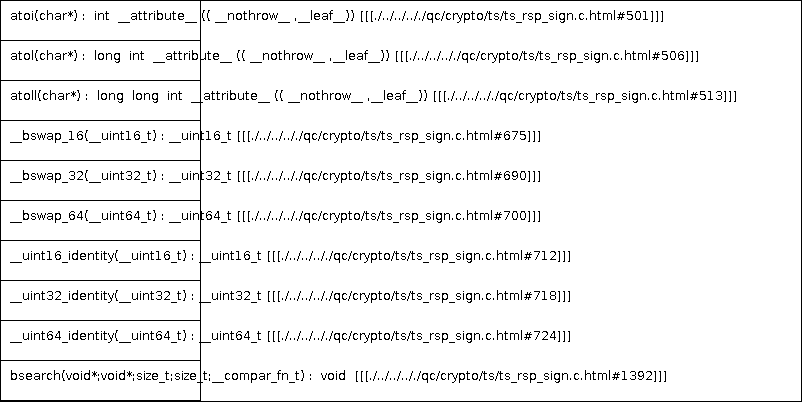 atoi(char*) : int __attribute__ (( __nothrow__ ,__leaf__)) [[[./../../../qc/crypto/ts/ts_rsp_sign.c.html#501]]]
atol(char*) : long int __attribute__ (( __nothrow__ ,__leaf__)) [[[./../../../qc/crypto/ts/ts_rsp_sign.c.html#506]]]
atoll(char*) : long long int __attribute__ (( __nothrow__ ,__leaf__)) [[[./../../../qc/crypto/ts/ts_rsp_sign.c.html#513]]]
__bswap_16(__uint16_t) : __uint16_t [[[./../../../qc/crypto/ts/ts_rsp_sign.c.html#675]]]
__bswap_32(__uint32_t) : __uint32_t [[[./../../../qc/crypto/ts/ts_rsp_sign.c.html#690]]]
__bswap_64(__uint64_t) : __uint64_t [[[./../../../qc/crypto/ts/ts_rsp_sign.c.html#700]]]
__uint16_identity(__uint16_t) : __uint16_t [[[./../../../qc/crypto/ts/ts_rsp_sign.c.html#712]]]
__uint32_identity(__uint32_t) : __uint32_t [[[./../../../qc/crypto/ts/ts_rsp_sign.c.html#718]]]
__uint64_identity(__uint64_t) : __uint64_t [[[./../../../qc/crypto/ts/ts_rsp_sign.c.html#724]]]
bsearch(void*;void*;size_t;size_t;__compar_fn_t) : void [[[./../../../qc/crypto/ts/ts_rsp_sign.c.html#1392]]]